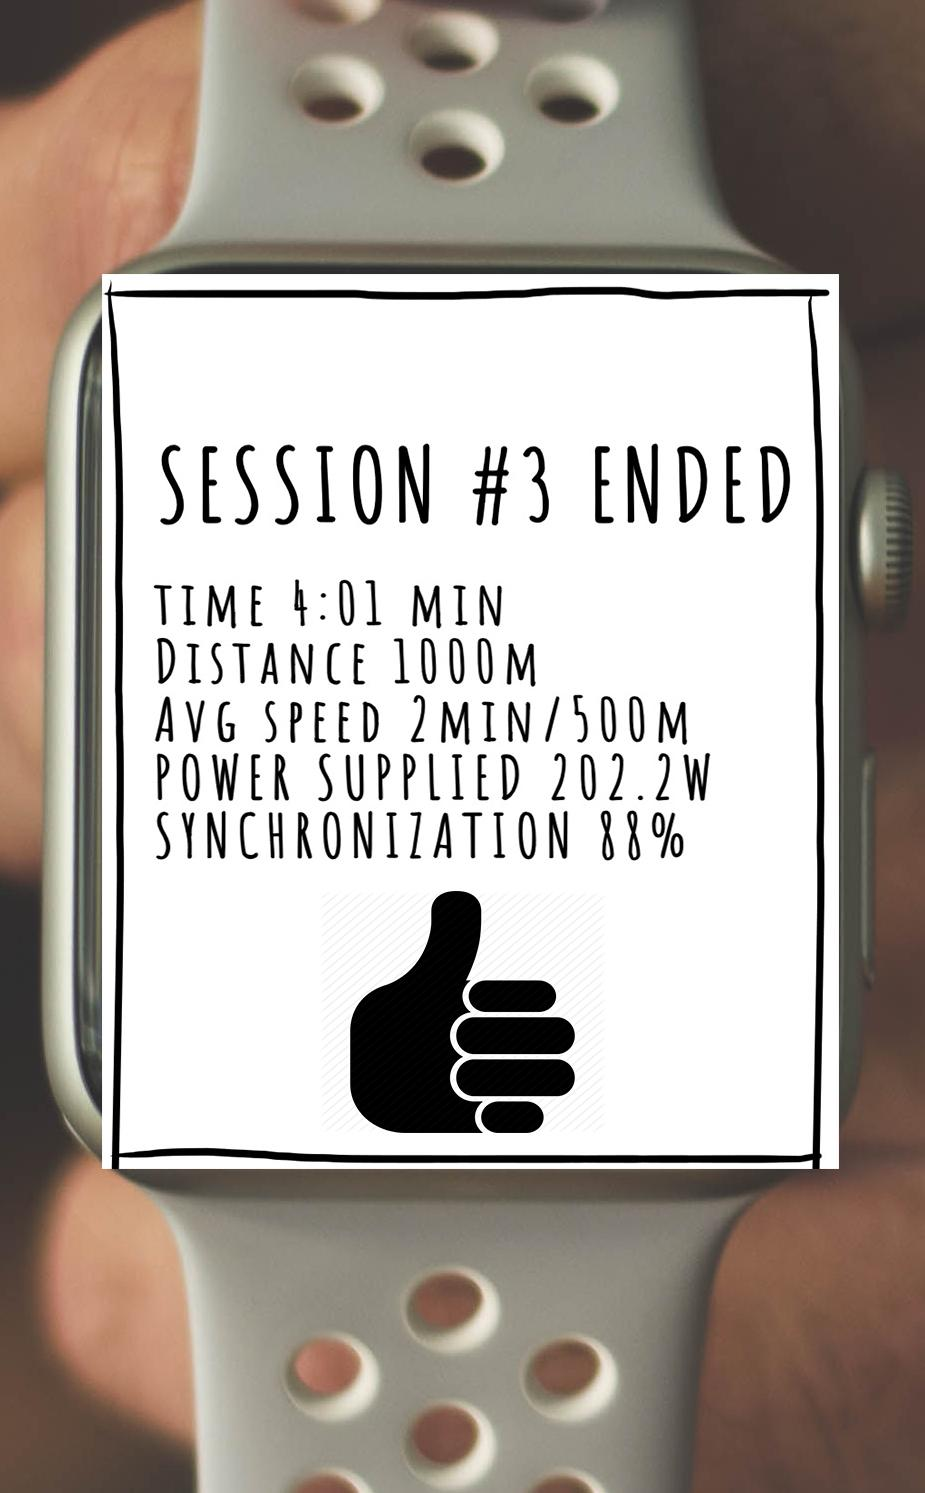 SESSION #3 ENDED
TIME 4:01 MIN
DISTANCE 1000M
AVG SPEED 2MIN/500M
POWER SUPPLIED 202.2W
SYNCHRONIZATION 88%